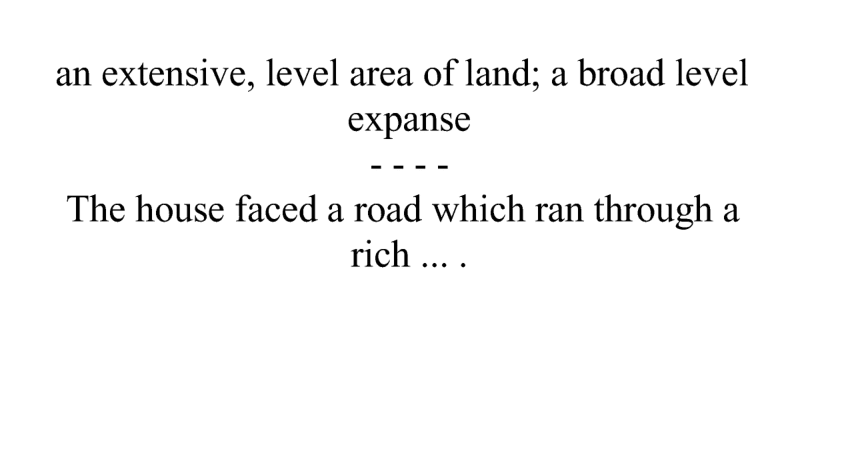 an extensive, level area of land; a broad level
expanse
- - - -
The house faced a road which ran through a
rich ... .